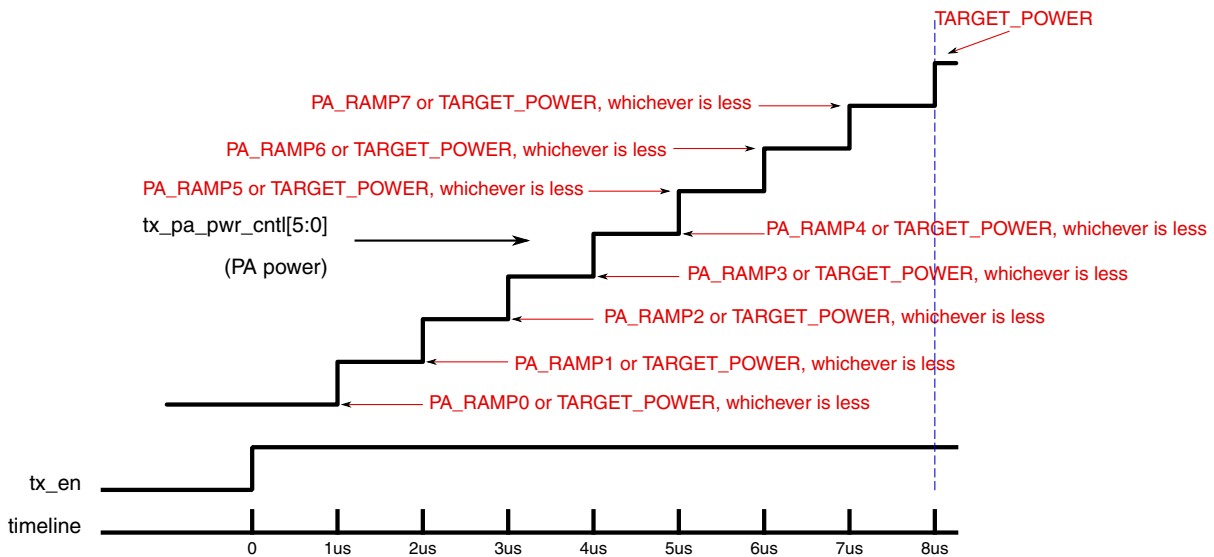 TARGET_POWER
PA_RAMP7 or TARGET_POWER, whichever is less
PA_RAMP6 or TARGET_POWER, whichever is less
PA_RAMP5 or TARGET_POWER, whichever is less
tx_pa_pwr_cntl[5:0]
(PA power)
PA_RAMP4 or TARGET_POWER, whichever is less
PA_RAMP3 or TARGET_POWER, whichever is less
PA_RAMP2 or TARGET_POWER, whichever is less
PA_RAMP1 or TARGET_POWER, whichever is less
PA_RAMP0 or TARGET_POWER, whichever is less
tx_en
timeline
0 1us 2us 3us 4us 5us 6us 7us 8us